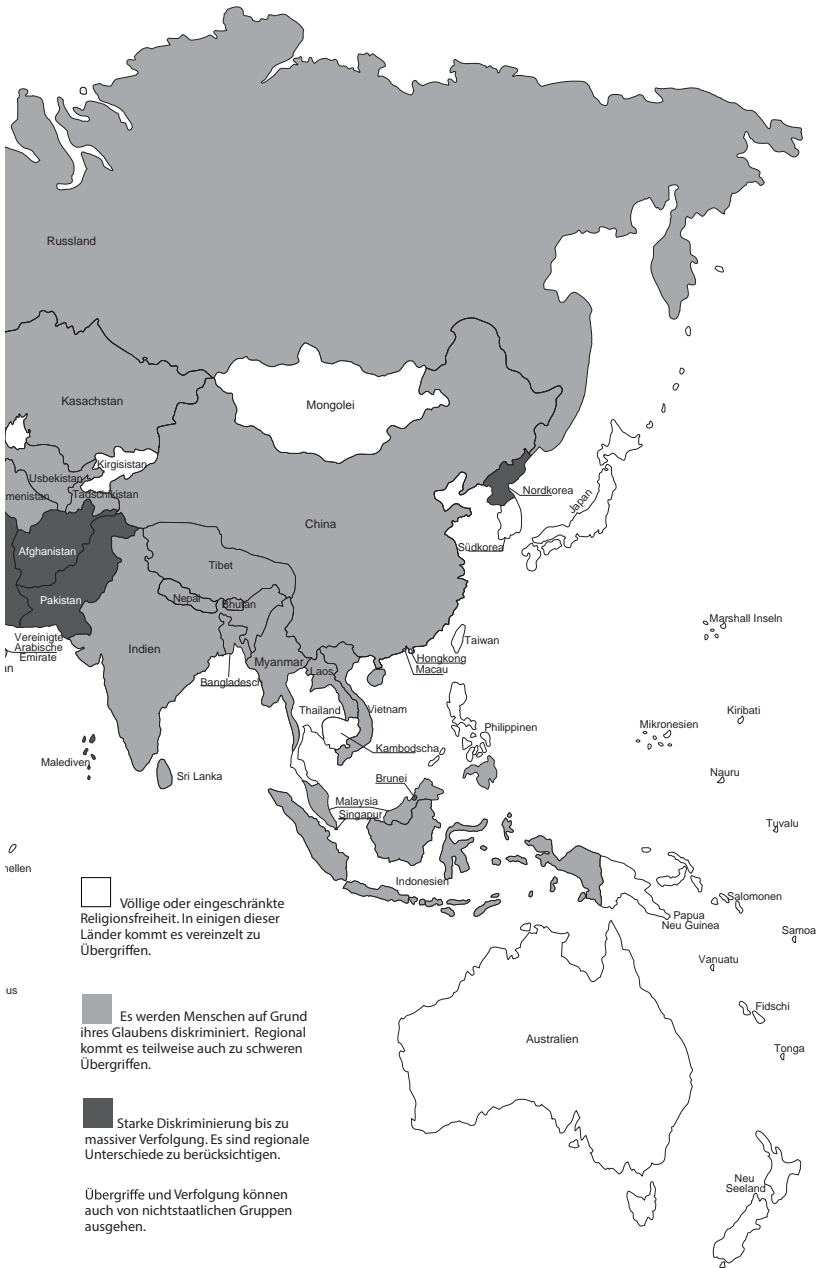 Russland
Kasachstan
Mongolei
Kirgisistan
Usbekistan
menistan
Tadschikistan
Nordkorea
Japan
China
Afghanistan
Südkorea
Tibet
Pakistan
Nepal
Bhutan
Marshall Inseln
Vereinigte
Arabische
Emirate
an
Indien
Taiwan
Hongkong
Macau
Myanmar
Laos
Bangladesch
Thailand
Vietnam
Kiribati
Philippinen
Mikronesien
Kambodscha
Malediven
Sri Lanka
Nauru
Brunei
Malaysia
Singapur
Tuvalu
hellen
Indonesien
Salomonen
Papua
Neu Guinea
Samoa
Vanuatu
us
Fidschi
Australien
Tonga
Neu
Seeland
Völlige oder eingeschränkte
Religionsfreiheit. In einigen dieser
Länder kommt es vereinzelt zu
Übergriffen.
Es werden Menschen auf Grund
ihres Glaubens diskriminiert. Regional
kommt es teilweise auch zu schweren
Übergriffen.
Starke Diskriminierung bis zu
massiver Verfolgung. Es sind regionale
Unterschiede zu berücksichtigen.
Übergriffe und Verfolgung können
auch von nichtstaatlichen Gruppen
ausgehen.